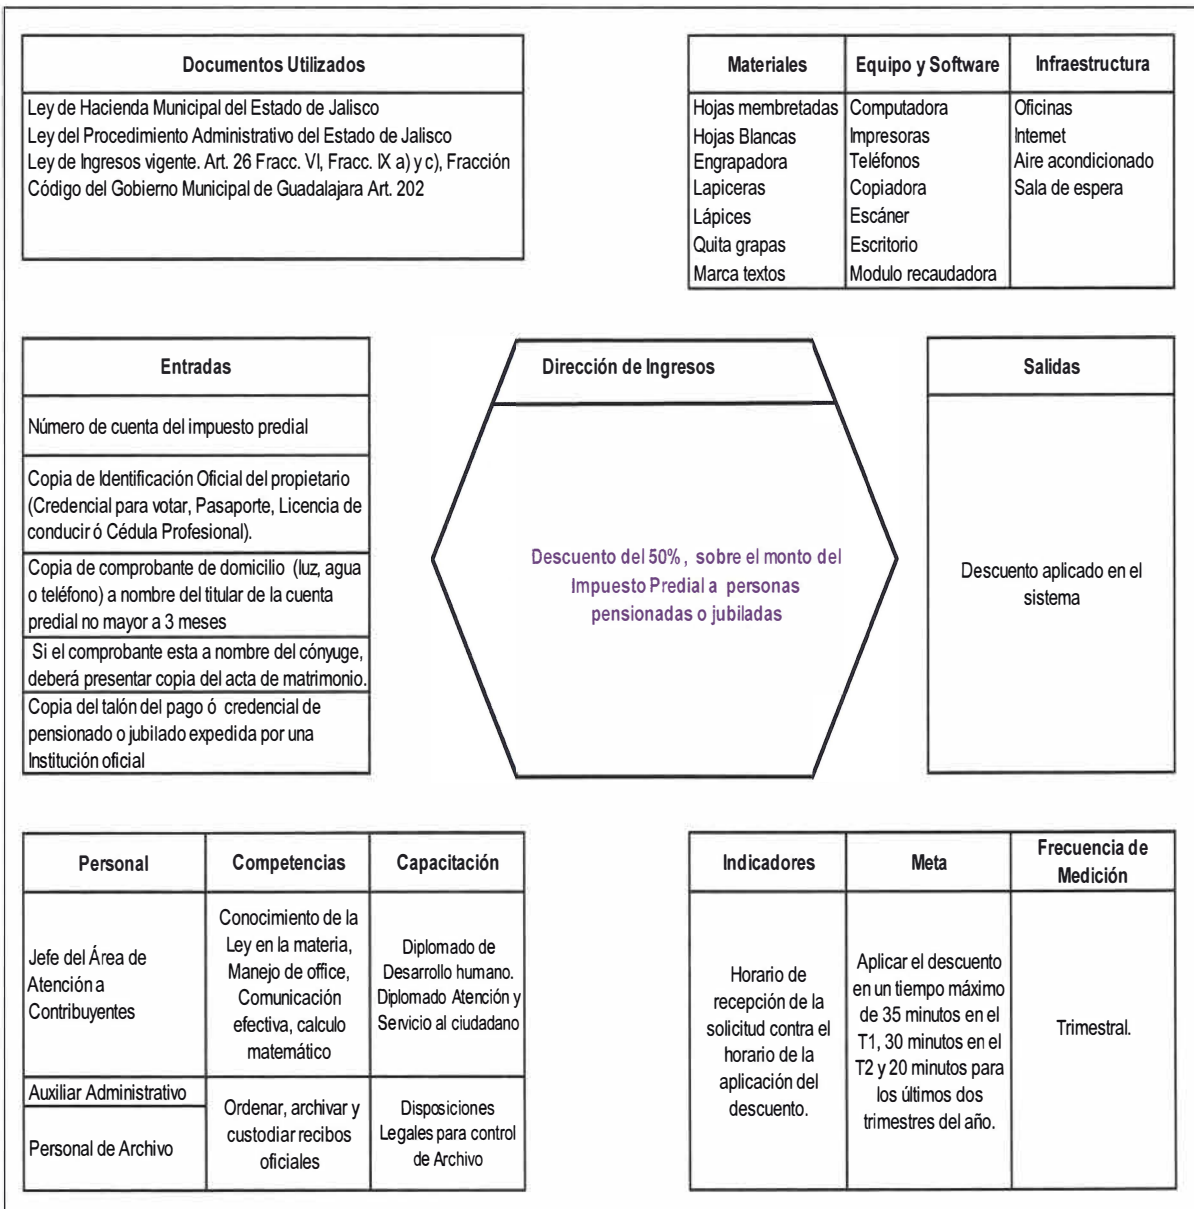 Documentos Utilizados
Ley de Hacienda Municipal del Estado de Jalisco
Ley del Procedimiento Administrativo del Estado de Jalisco
Ley de Ingresos vigente. Art. 26 Fracc. VI, Fracc. IX a) y c), Fracción
Código del Gobierno Municipal de Guadalajara Art. 202
Materiales
Hojas membretadas
Hojas Blancas
Engrapadora
Lapiceras
Lápices
Quita grapas
Marca textos
Equipo y Software
Computadora
Impresoras
Teléfonos
Copiadora
Escáner
Escritorio
Modulo recaudadora
Infraestructura
Oficinas
Internet
Aire acondicionado
Sala de espera
Entradas
Número de cuenta del impuesto predial
Copia de Identificación Oficial del propietario
(Credencial para votar, Pasaporte, Licencia de
conducir ó Cédula Profesional).
Copia de comprobante de domicilio (luz, agua
o teléfono) a nombre del titular de la cuenta
predial no mayor a 3 meses
Si el comprobante esta a nombre del cónyuge,
deberá presentar copia del acta de matrimonio.
Copia del talón del pago ó credencial de
pensionado o jubilado expedida por una
Institución oficial
Dirección de Ingresos
Descuento del 50%, sobre el monto del
Impuesto Predial a personas
pensionadas o jubiladas
Salidas
Descuento aplicado en el
sistema
Personal
Competencias
Capacitación
Jefe del Área de
Atención a
Contribuyentes
Conocimiento de la
Ley en la materia,
Manejo de office,
Comunicación
efectiva, calculo
matemático
Diplomado de
Desarrollo humano.
Diplomado Atención y
Servicio al ciudadano
Auxiliar Administrativo
Personal de Archivo
Ordenar, archivar y
custodiar recibos
oficiales
Disposiciones
Legales para control
de Archivo
Indicadores
Meta
Frecuencia de
Medición
Horario de
recepción de la
solicitud contra el
horario de la
aplicación del
descuento.
Aplicar el descuento
en un tiempo máximo
de 35 minutos en el
T1, 30 minutos en el
T2 y 20 minutos para
los últimos dos
trimestres del año.
Trimestral.